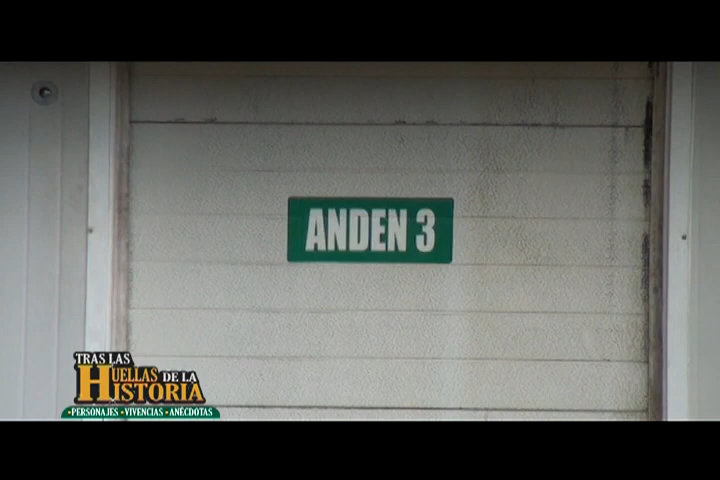 ANDEN 3
TRAS LAS
HUELLAS DE LA
HISTORIA
• PERSONAJES • VIVENCIAS • ANÉCDOTAS